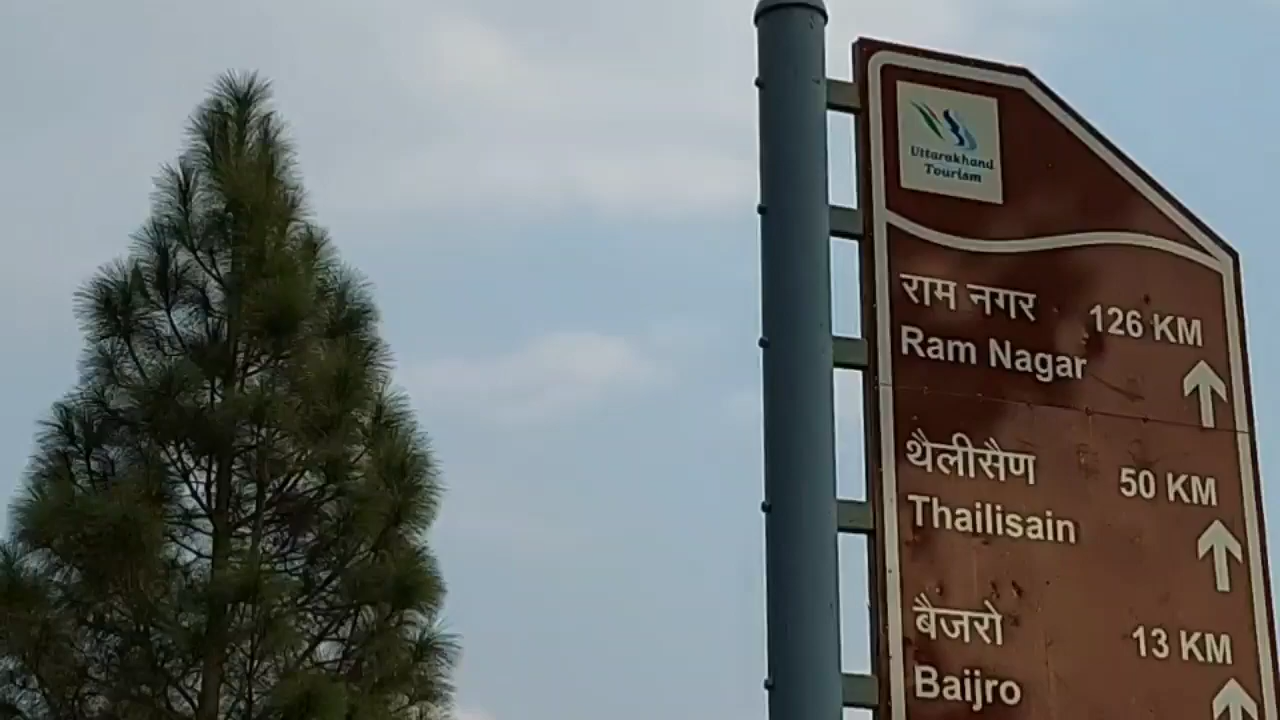 Uttarakhand
Tourism
राम नगर 126 KM
Ram Nagar
थैलीसैण 50 KM
Thailisain
बैजरो 13 KM
Baijro